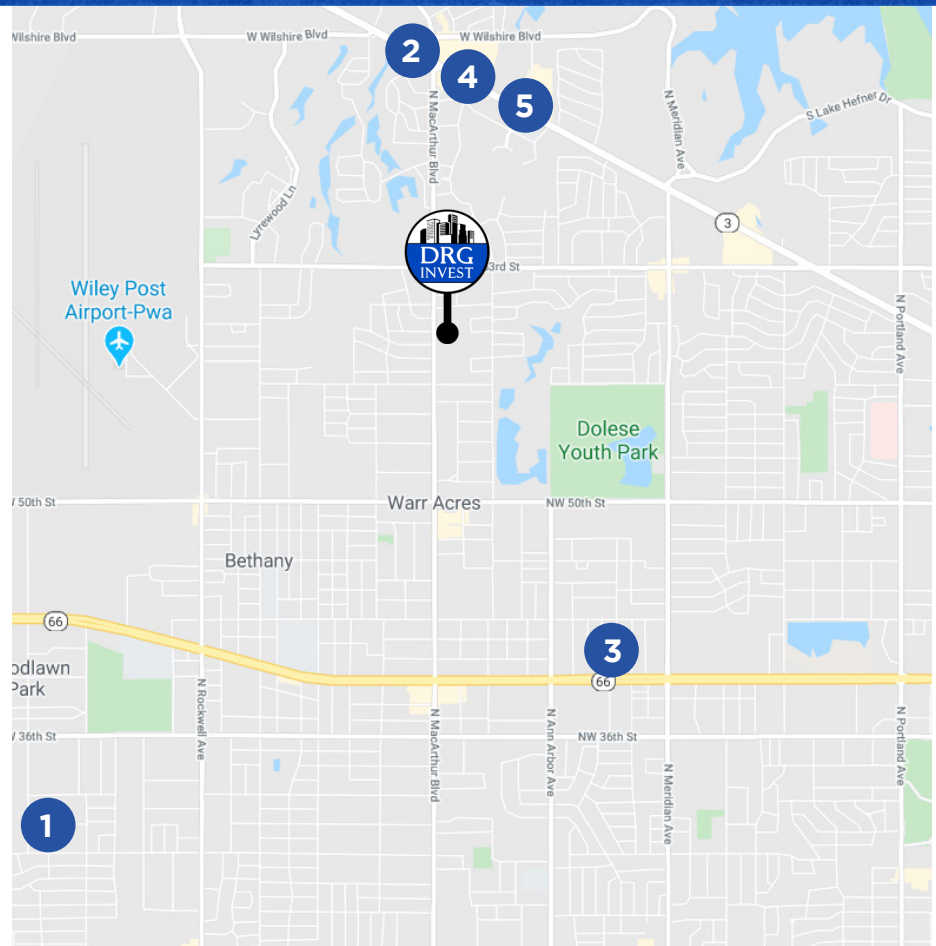 Wilshire Blvd
W Wilshire Blvd
W Wilshire Blvd
2
4
5
N MacArthur Blvd
N Meridian Ave
S Lake Hefner Dr
Lyrewood Ln
3
DRG
INVEST
3rd St
Wiley Post
Airport-Pwa
N Portland Ave
Dolese
Youth Park
50th St
Warr Acres
NW 50th St
Bethany
66
3
66
odlawn
Park
N Rockwell Ave
N MacArthur Blvd
N Ann Arbor Ave
N Portland Ave
36th St
NW 36th St
N Meridian Ave
1